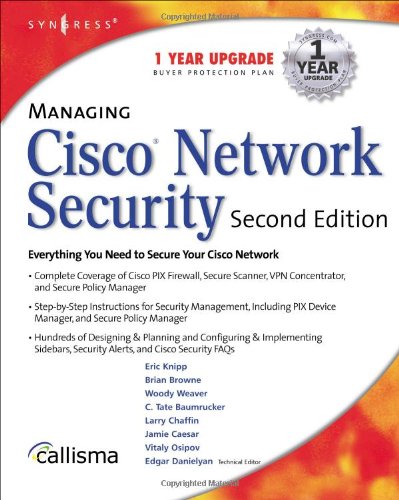 SYNGRESS®
1 YEAR UPGRADE
BUYER PROTECTION PLAN
1 YEAR
UPGRADE
BUYER PROTECTION PLAN
MANAGING
Cisco® Network
Security Second Edition
Everything You Need to Secure Your Cisco Network
• Complete Coverage of Cisco PIX Firewall, Secure Scanner, VPN Concentrator,
and Secure Policy Manager
• Step-by-Step Instructions for Security Management, Including PIX Device
Manager, and Secure Policy Manager
• Hundreds of Designing & Planning and Configuring & Implementing
Sidebars, Security Alerts, and Cisco Security FAQs
Eric Knipp
Brian Browne
Woody Weaver
C. Tate Baumrucker
Larry Chaffin
Jamie Caesar
Vitaly Osipov
Edgar Danielyan Technical Editor
callisma